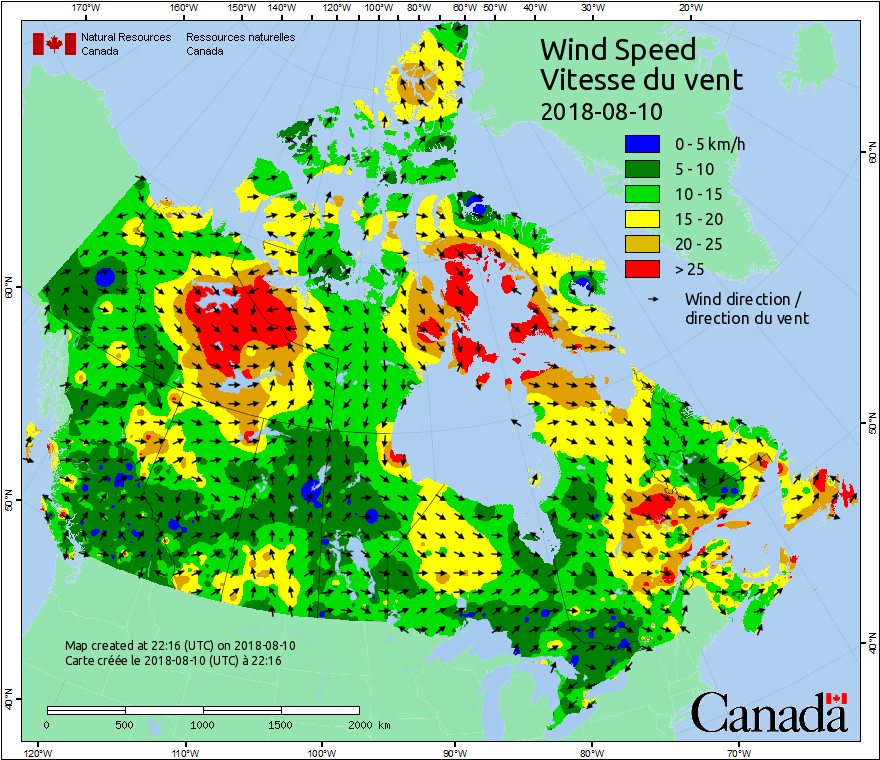 170°W 160°W 150°W 140°W 120°W 100°W 80°W 60°W 50°W 40°W 30°W 20°W
Natural Resources Canada
Ressources naturelles Canada
Wind Speed
Vitesse du vent
2018-08-10
0 - 5 km/h
5 - 10
10 - 15
15 - 20
20 - 25
> 25
Wind direction /
direction du vent
60°N
50°N
40°N
60°N
50°N
40°N
Map created at 22:16 (UTC) on 2018-08-10
Carte créée le 2018-08-10 (UTC) à 22:16
0 500 1000 1500 2000 km
Canada
120°W 110°W 100°W 90°W 80°W 70°W